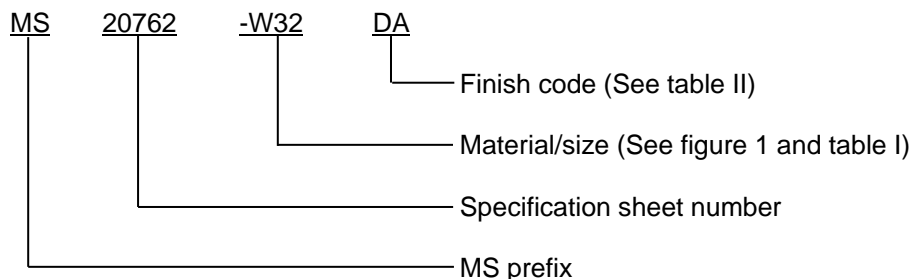 MS 20762 -W32 DA
Finish code (See table II)
Material/size (See figure 1 and table I)
Specification sheet number
MS prefix